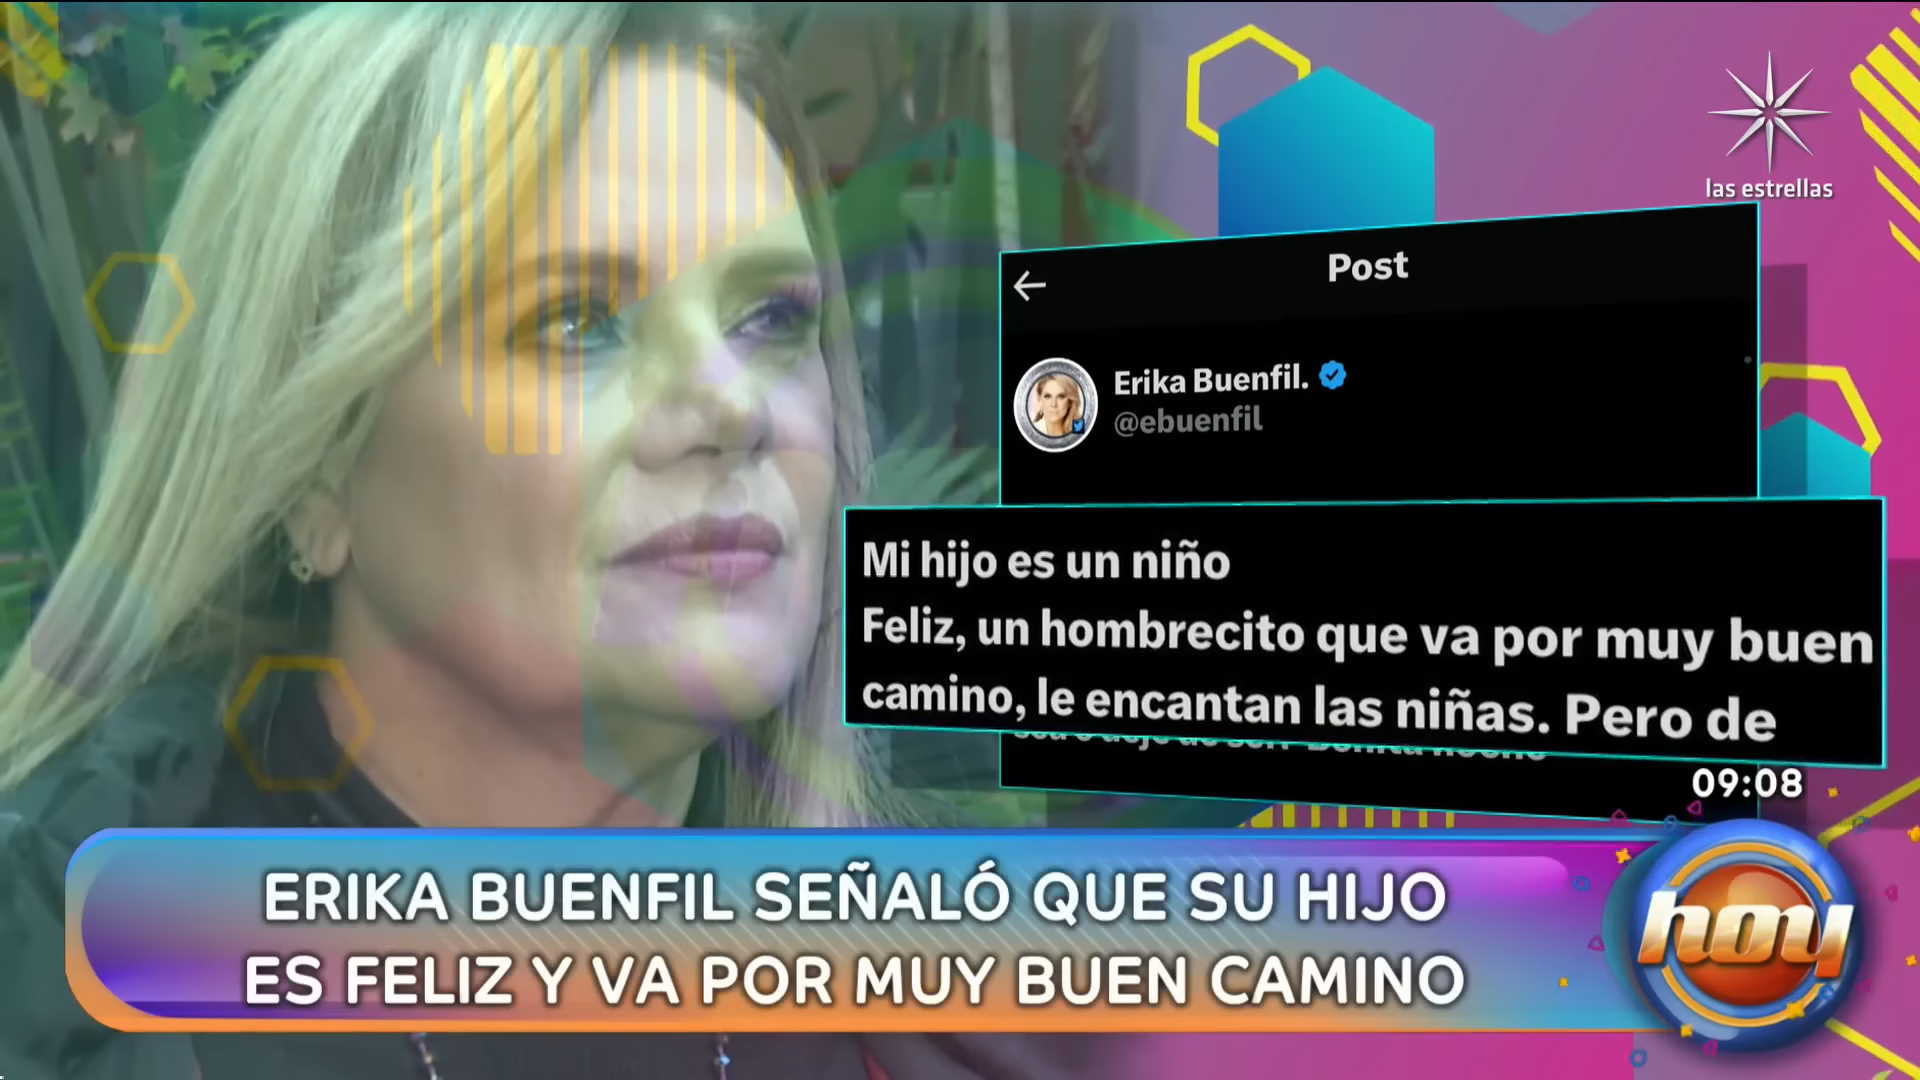 las estrellas
Post
Erika Buenfil.
@ebuenfil
Mi hijo es un niño
Feliz, un hombrecito que va por muy buen
camino, le encantan las niñas. Pero de
09:08
ERIKA BUENFIL SEÑALÓ QUE SU HIJO
ES FELIZ Y VA POR MUY BUEN CAMINO
hoy